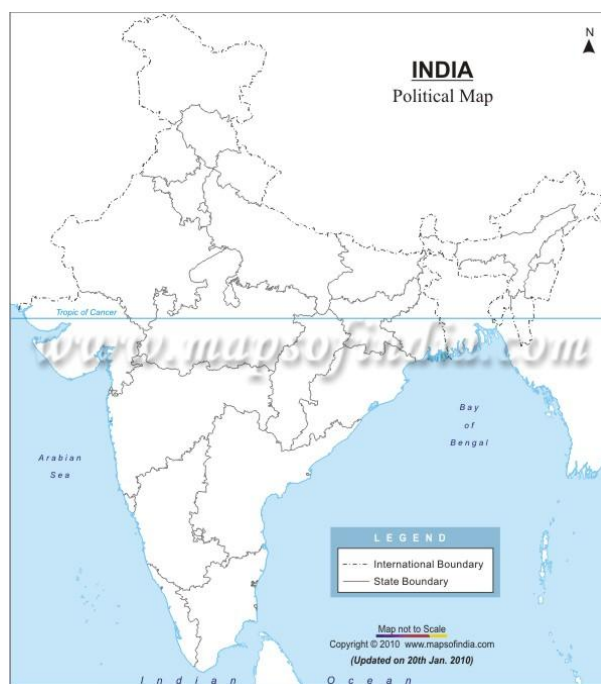 N
INDIA
Political Map
Tropic of Cancer
www.mapsofindia.com
Bay
of
Bengal
Arabian
Sea
LEGEND
International Boundary
State Boundary
Map not to Scale
Copyright © 2010 www.mapsofindia.com
(Updated on 20th Jan. 2010)
Indian Ocean